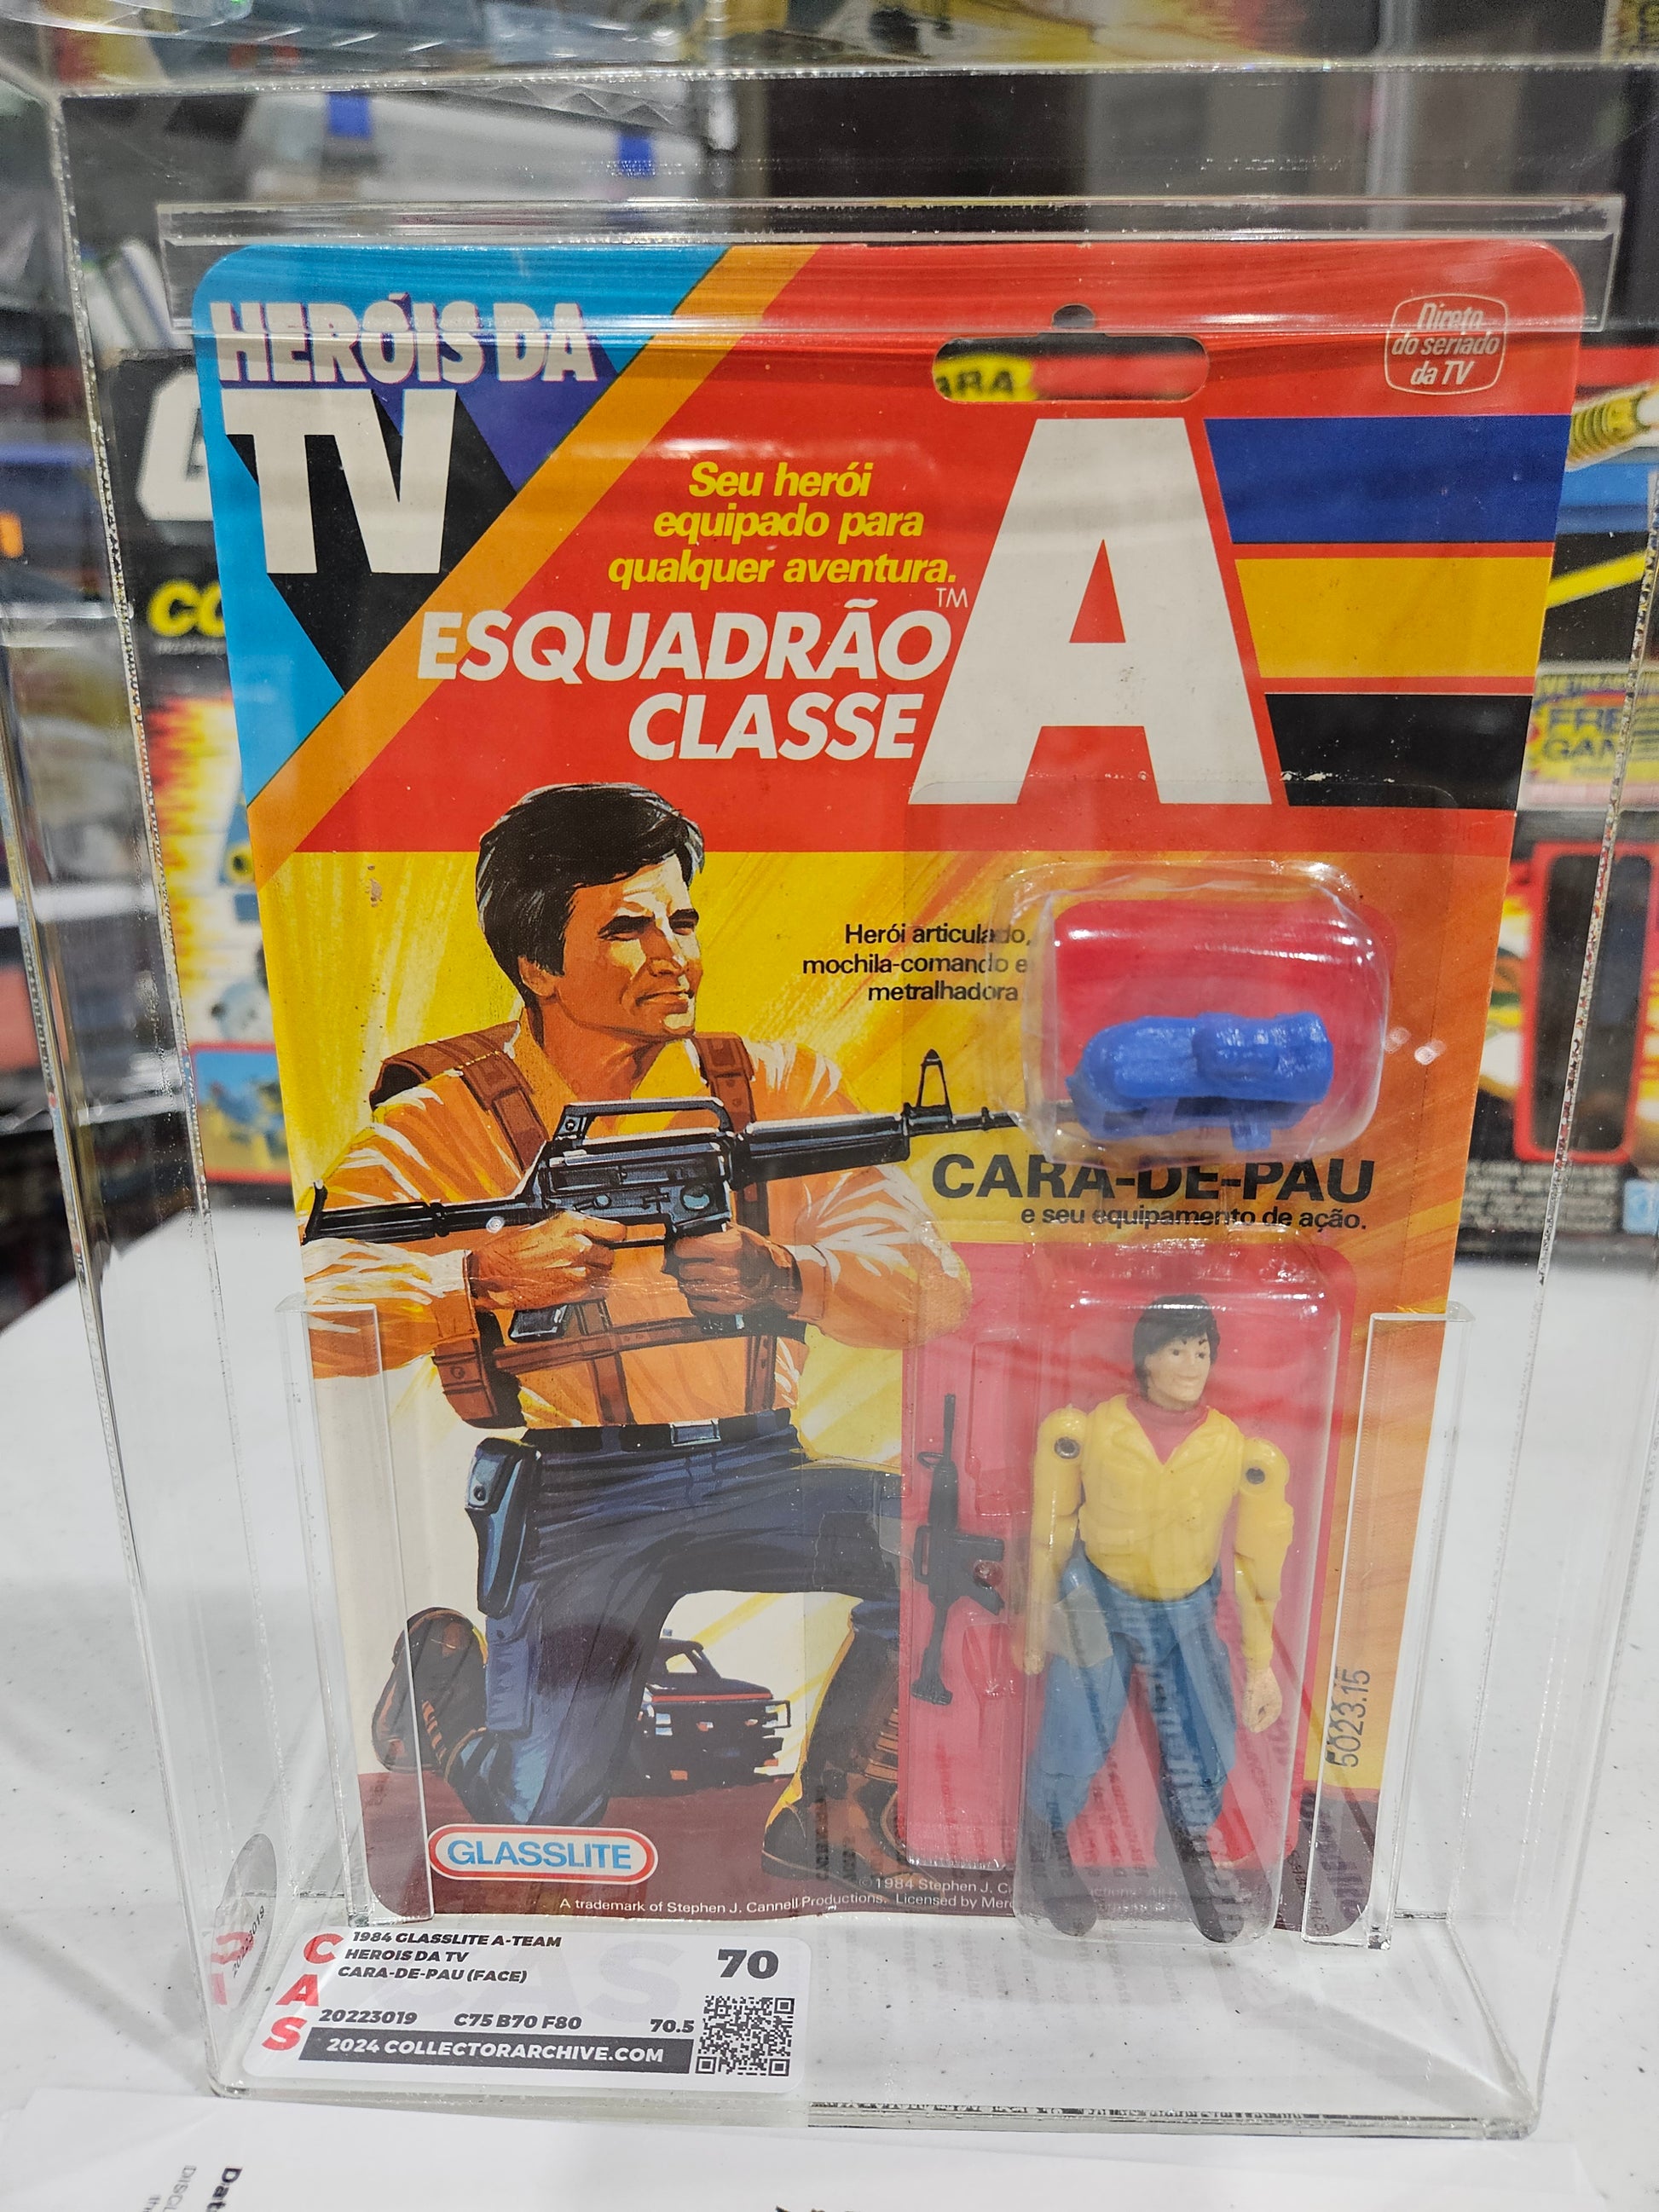 HERÓIS DA
TV
Direto
do seriado
da TV
Seu herói
equipado para
qualquer aventura.
TM
ESQUADRÃO
CLASSE
A
Herói articulado,
mochila-comando e
metralhadora
CARA-DE-PAU
e seu equipamento de ação.
5023.15
GLASSLITE
©1984 Stephen J. C
A trademark of Stephen J. Cannell Productions. Licensed by Merc
CAS
1984 GLASSLITE A-TEAM
HEROIS DA TV
CARA-DE-PAU (FACE)
70
20223019 C75 B70 F80 70.5
2024 COLLECTORARCHIVE.COM